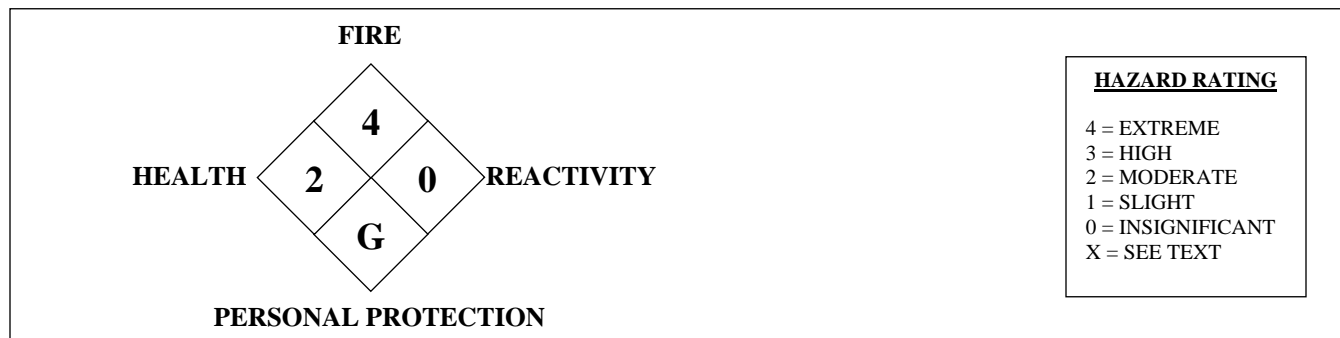 FIRE
4
HEALTH 2 0 REACTIVITY
G
PERSONAL PROTECTION
HAZARD RATING
4 = EXTREME
3 = HIGH
2 = MODERATE
1 = SLIGHT
0 = INSIGNIFICANT
X = SEE TEXT